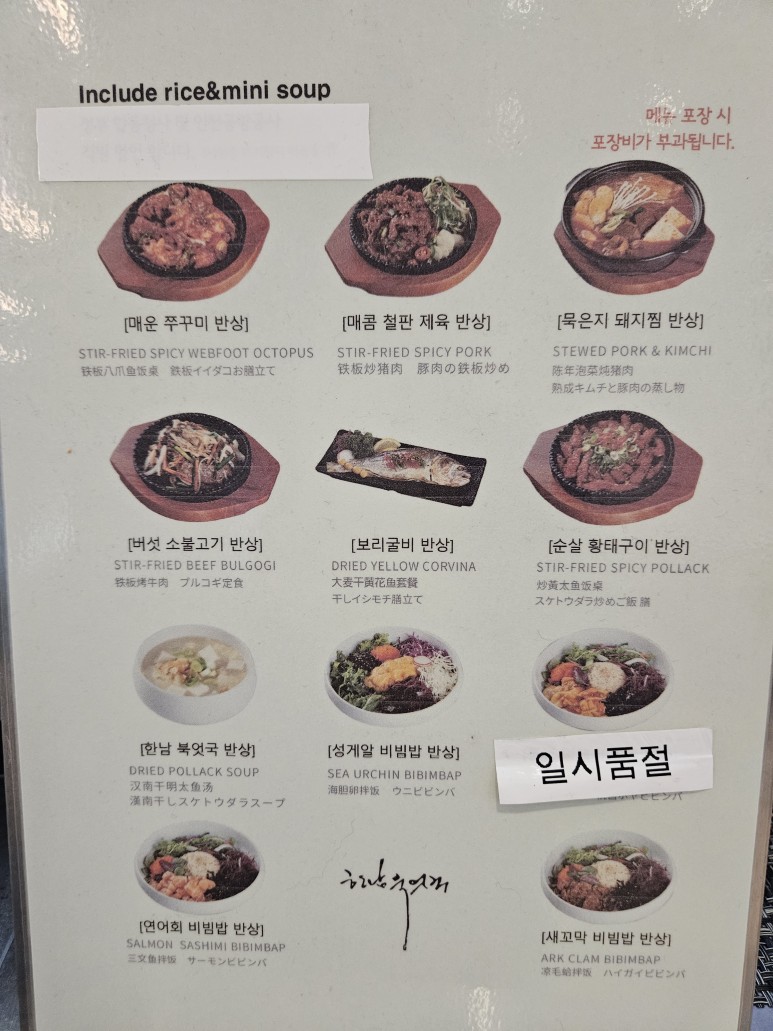 Include rice&mini soup
메뉴 포장 시
포장비가 부과됩니다.
[매운 쭈꾸미 반상]
STIR-FRIED SPICY WEBFOOT OCTOPUS
铁板八爪鱼饭桌 鉄板イイダコお膳立て
[매콤 철판 제육 반상]
STIR-FRIED SPICY PORK
铁板炒猪肉 豚肉の鉄板炒め
[묵은지 돼지찜 반상]
STEWED PORK & KIMCHI
陈年泡菜炖猪肉
熟成キムチと豚肉の蒸し物
[버섯 소불고기 반상]
STIR-FRIED BEEF BULGOGI
铁板烤牛肉 プルコギ定食
[보리굴비 반상]
DRIED YELLOW CORVINA
大麦干黄花鱼套餐
干しイシモチ膳立て
[순살 황태구이 반상]
STIR-FRIED SPICY POLLACK
炒黄太鱼饭桌
スケトウダラ炒めご飯 膳
[한남 북엇국 반상]
DRIED POLLACK SOUP
汉南干明太鱼汤
漢南干しスケトウダラスープ
[성게알 비빔밥 반상]
SEA URCHIN BIBIMBAP
海胆卵拌饭 ウニビビンバ
일시품절
[연어회 비빔밥 반상]
SALMON SASHIMI BIBIMBAP
三文鱼拌饭 サーモンビビンバ
한남북엇국
[새꼬막 비빔밥 반상]
ARK CLAM BIBIMBAP
凉毛蛤拌饭 ハイガイビビンバ